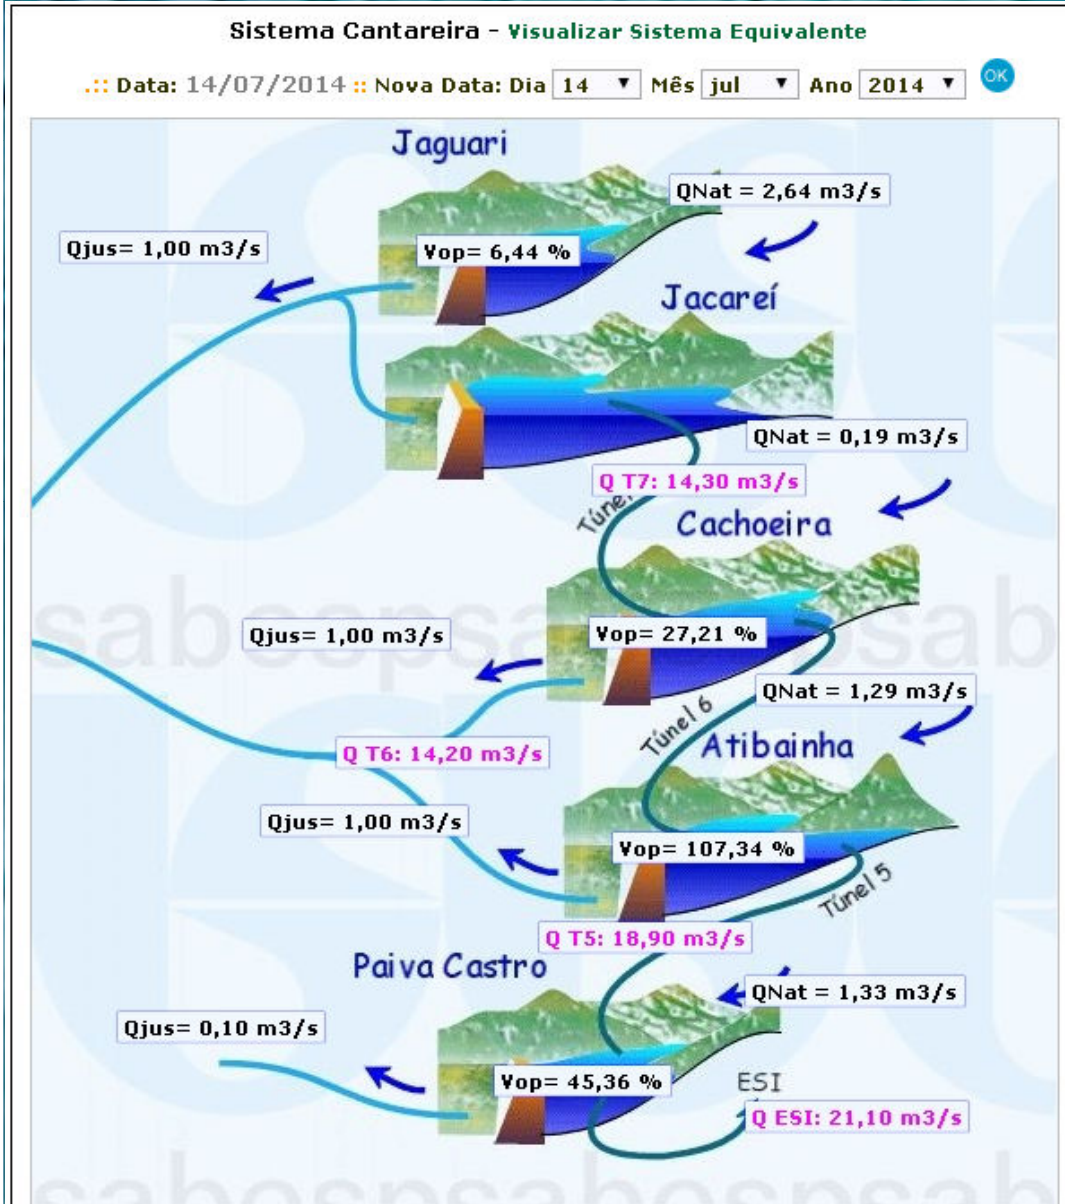 Sistema Cantareira - Visualizar Sistema Equivalente
.:: Data: 14/07/2014 :: Nova Data: Dia 14 Mês jul Ano 2014 OK
Jaguari
QNat = 2,64 m3/s
Qjus= 1,00 m3/s
Vop= 6,44 %
Jacareí
QNat = 0,19 m3/s
Q T7: 14,30 m3/s
Cachoeira
sabesp sabesp
Qjus= 1,00 m3/s
Vop= 27,21 %
QNat = 1,29 m3/s
Túnel 6
Atibainha
Q T6: 14,20 m3/s
Qjus= 1,00 m3/s
Vop= 107,34 %
Túnel 5
Q T5: 18,90 m3/s
Paiva Castro
QNat = 1,33 m3/s
Qjus= 0,10 m3/s
Vop= 45,36 %
ESI
Q ESI: 21,10 m3/s
sabesp sabesp